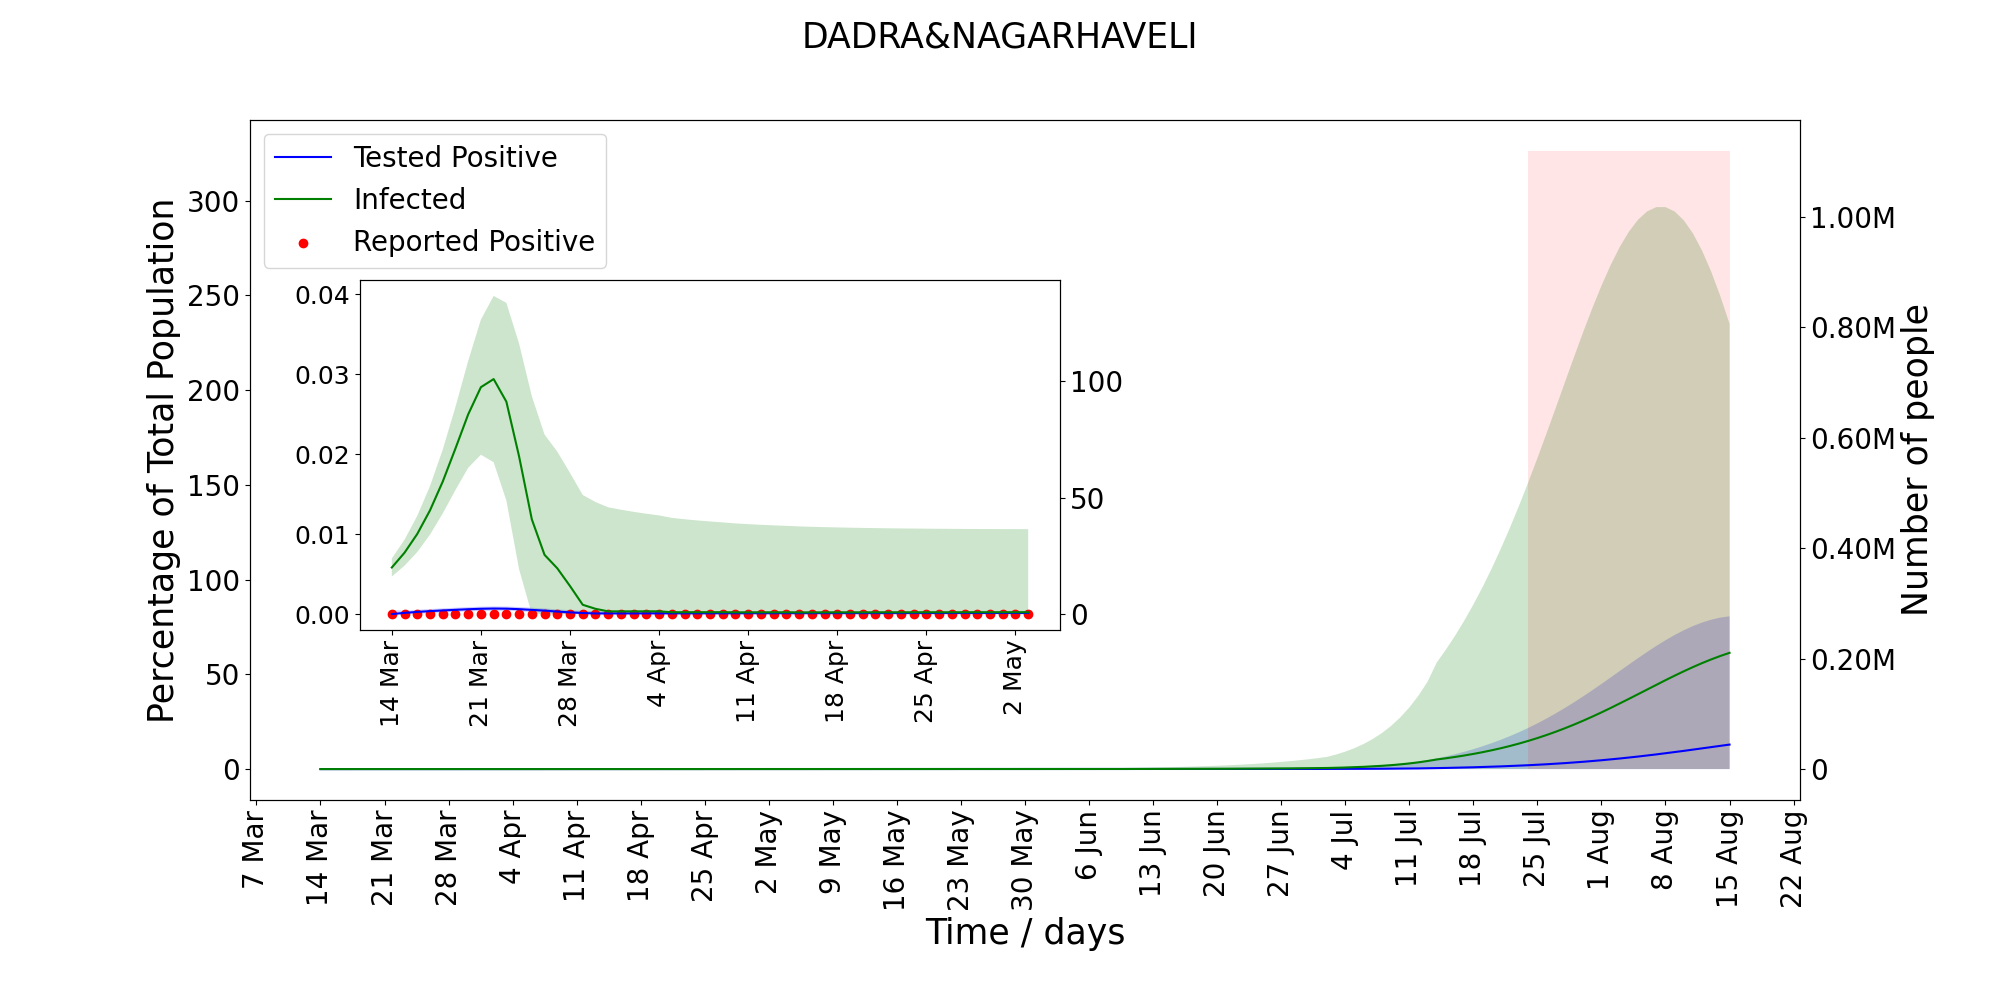 DADRA&NAGARHAVELI
Tested Positive
Infected
Reported Positive
Percentage of Total Population
300
250
200
150
100
50
0
0.04
0.03
0.02
0.01
0.00
100
50
0
14 Mar
21 Mar
28 Mar
4 Apr
11 Apr
18 Apr
25 Apr
2 May
1.00M
0.80M
0.60M
0.40M
0.20M
0
Number of people
7 Mar
14 Mar
21 Mar
28 Mar
4 Apr
11 Apr
18 Apr
25 Apr
2 May
9 May
16 May
23 May
30 May
6 Jun
13 Jun
20 Jun
27 Jun
4 Jul
11 Jul
18 Jul
25 Jul
1 Aug
8 Aug
15 Aug
22 Aug
Time / days